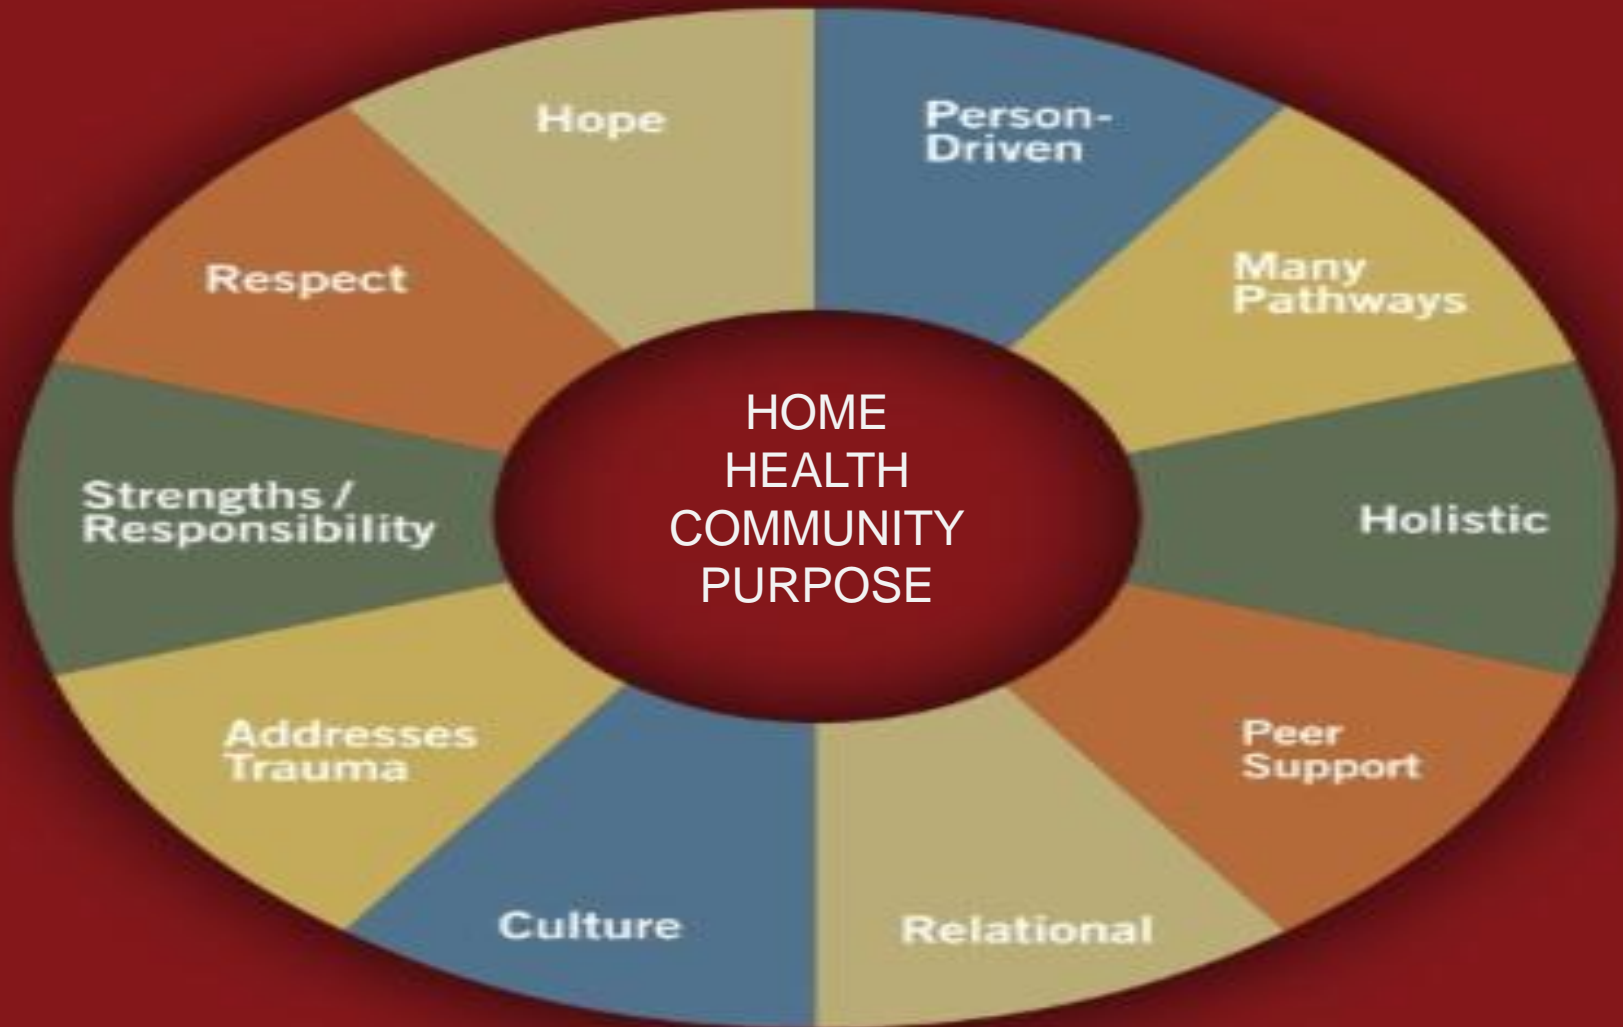 Hope
Person-
Driven
Many
Pathways
Holistic
Peer
Support
Relational
Culture
Addresses
Trauma
Strengths /
Responsibility
Respect
HOME
HEALTH
COMMUNITY
PURPOSE